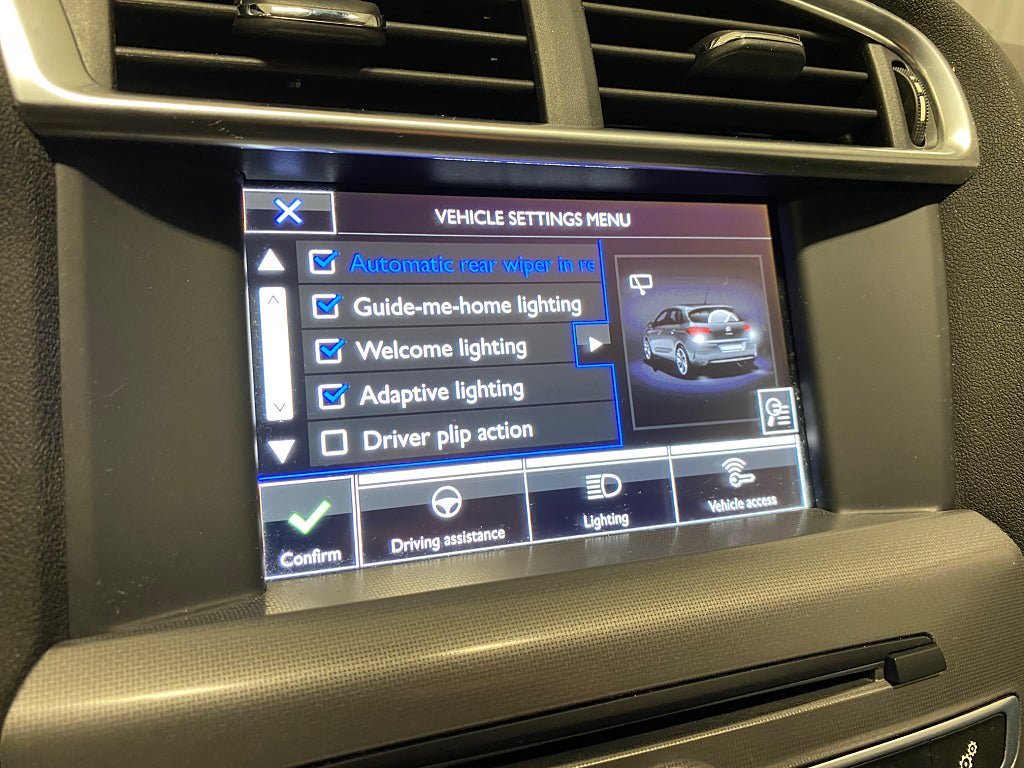 VEHICLE SETTINGS MENU
Automatic rear wiper in re
Guide-me-home lighting
Welcome lighting
Adaptive lighting
Driver plip action
Confirm
Driving assistance
Lighting
Vehicle access